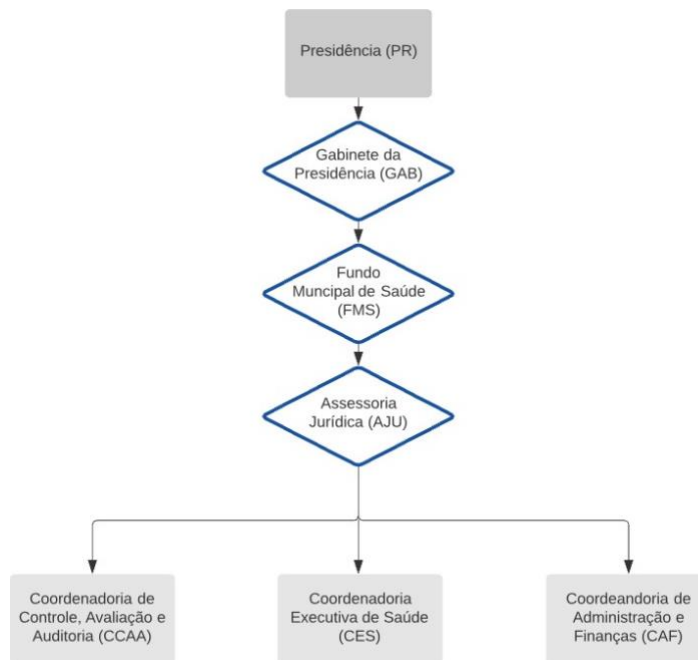 Presidência (PR)
Gabinete da
Presidência (GAB)
Fundo
Muncipal de Saúde
(FMS)
Assessoria
Jurídica (AJU)
Coordenadoria de
Controle, Avaliação e
Auditoria (CCAA)
Coordenadoria
Executiva de Saúde
(CES)
Coordeandoria de
Administração e
Finanças (CAF)